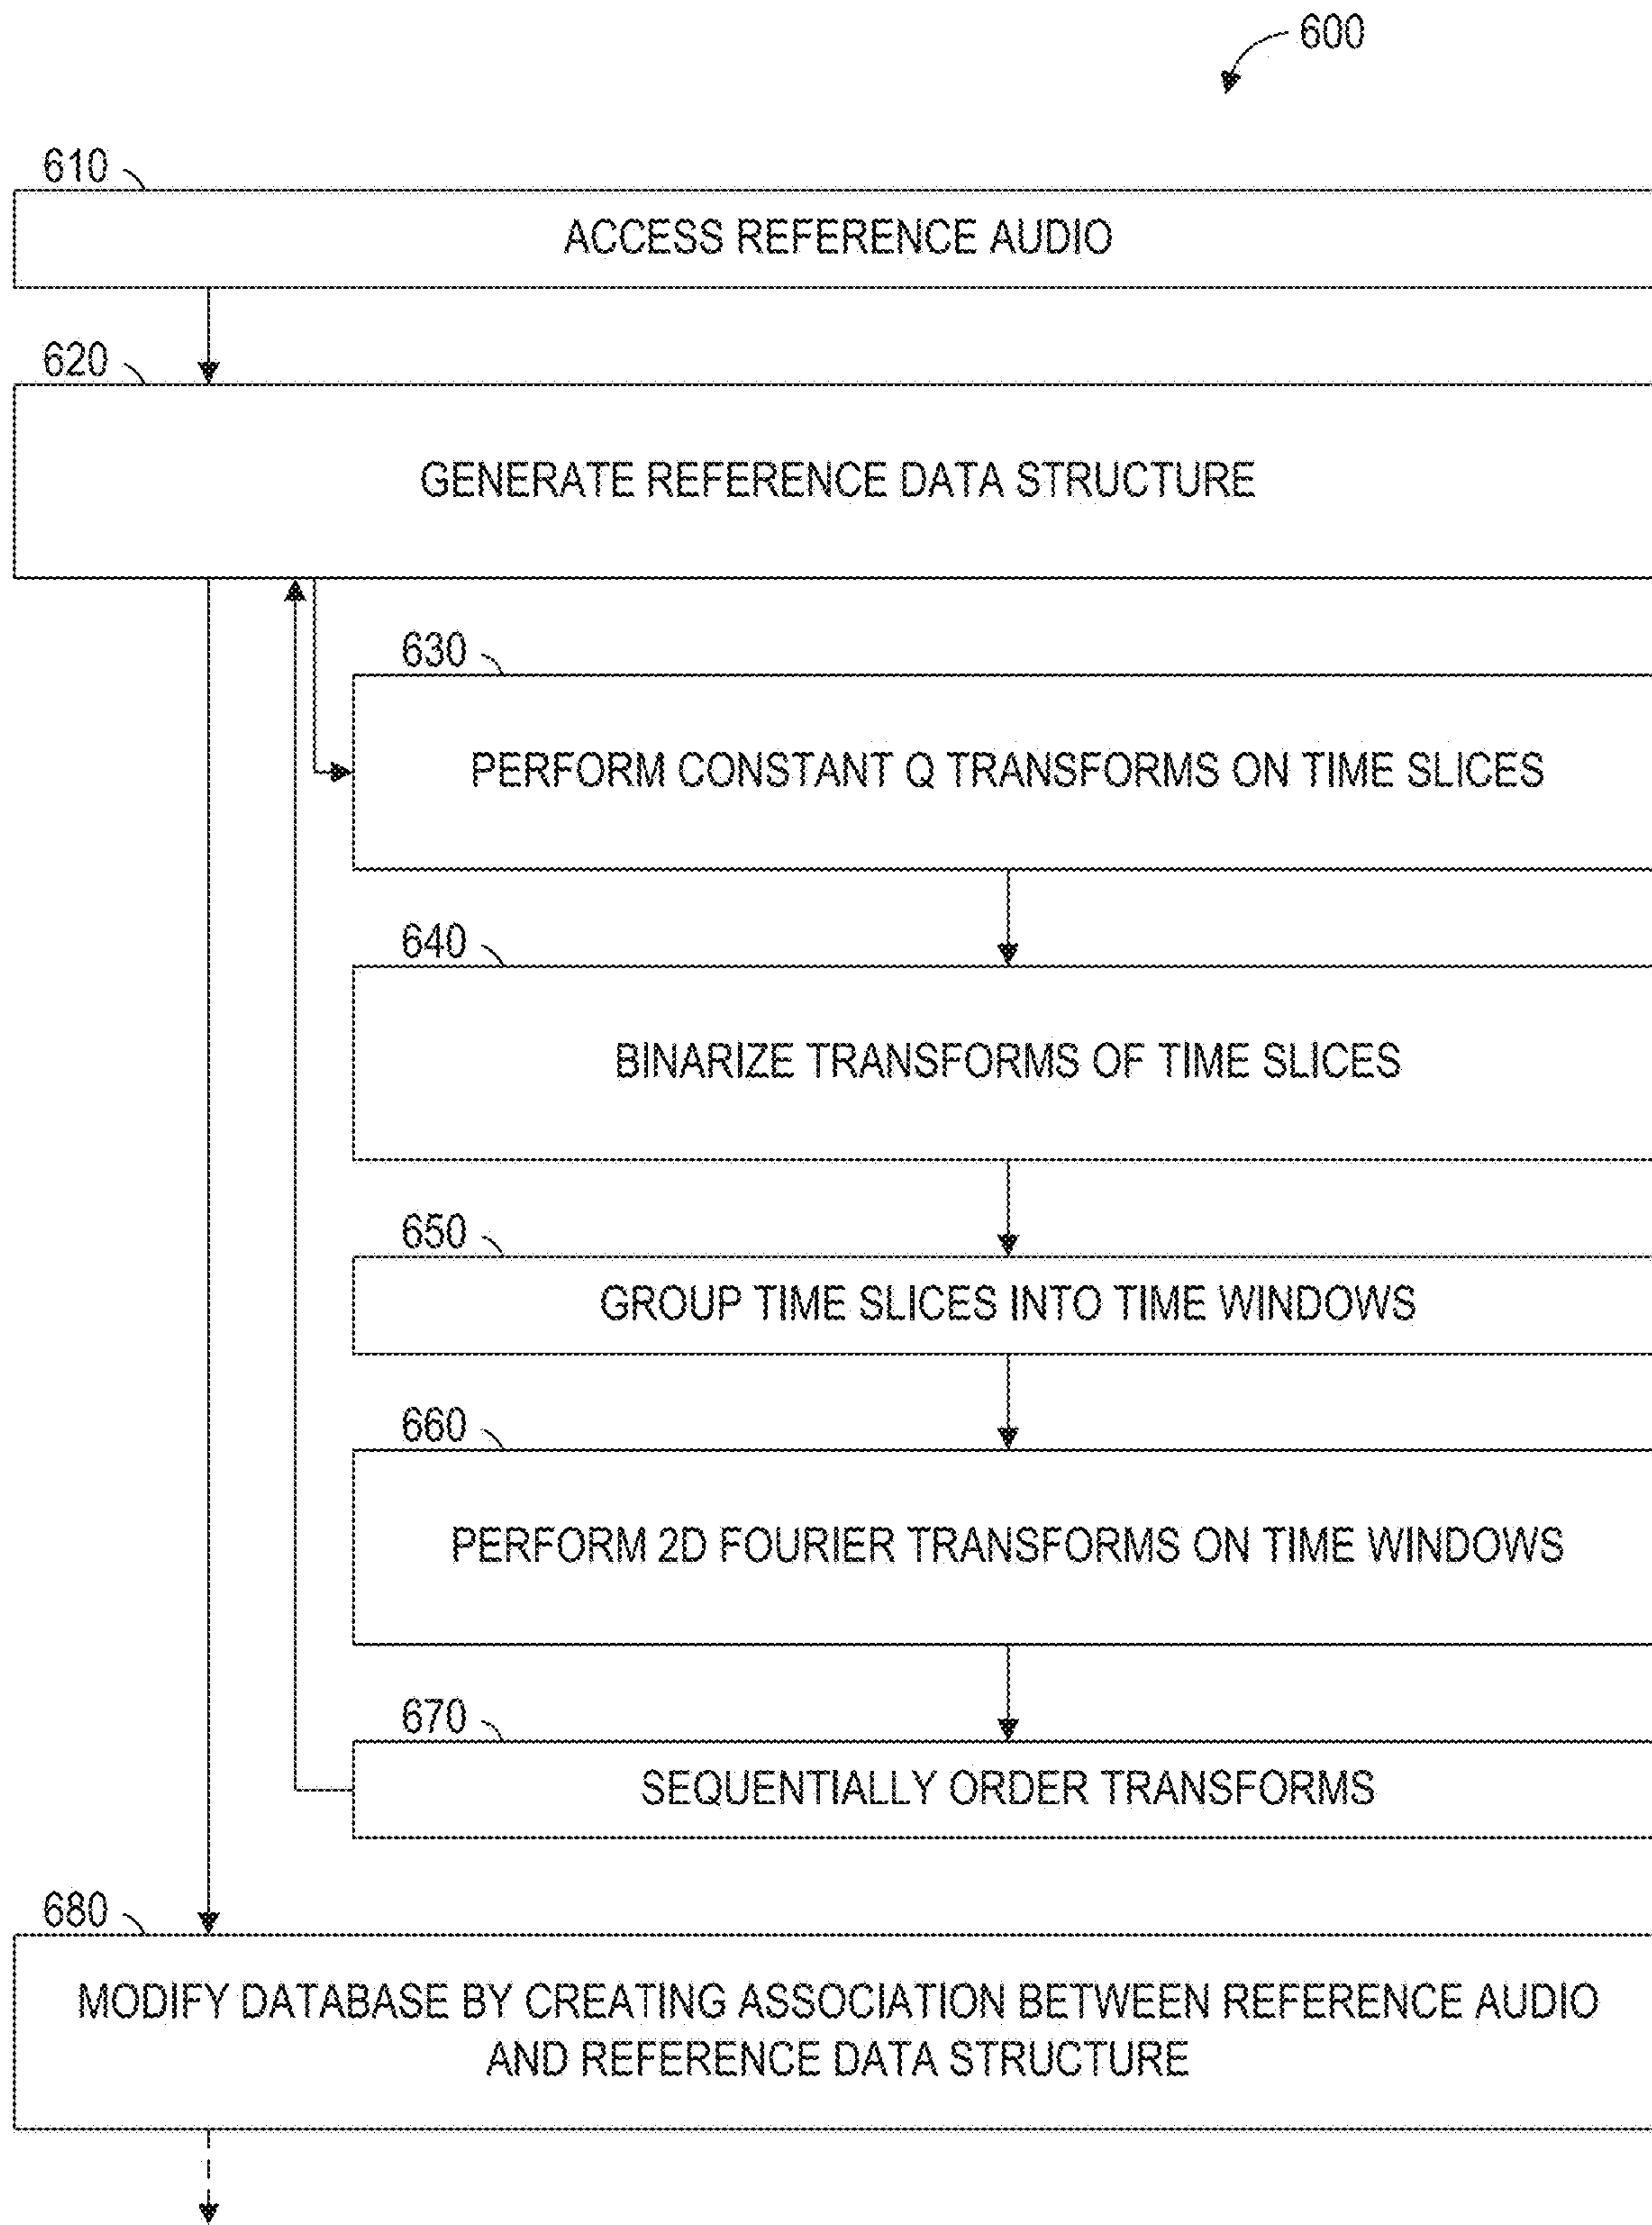 600
610
ACCESS REFERENCE AUDIO
620
GENERATE REFERENCE DATA STRUCTURE
630
PERFORM CONSTANT Q TRANSFORMS ON TIME SLICES
640
BINARIZE TRANSFORMS OF TIME SLICES
650
GROUP TIME SLICES INTO TIME WINDOWS
660
PERFORM 2D FOURIER TRANSFORMS ON TIME WINDOWS
670
SEQUENTIALLY ORDER TRANSFORMS
680
MODIFY DATABASE BY CREATING ASSOCIATION BETWEEN REFERENCE AUDIO
AND REFERENCE DATA STRUCTURE